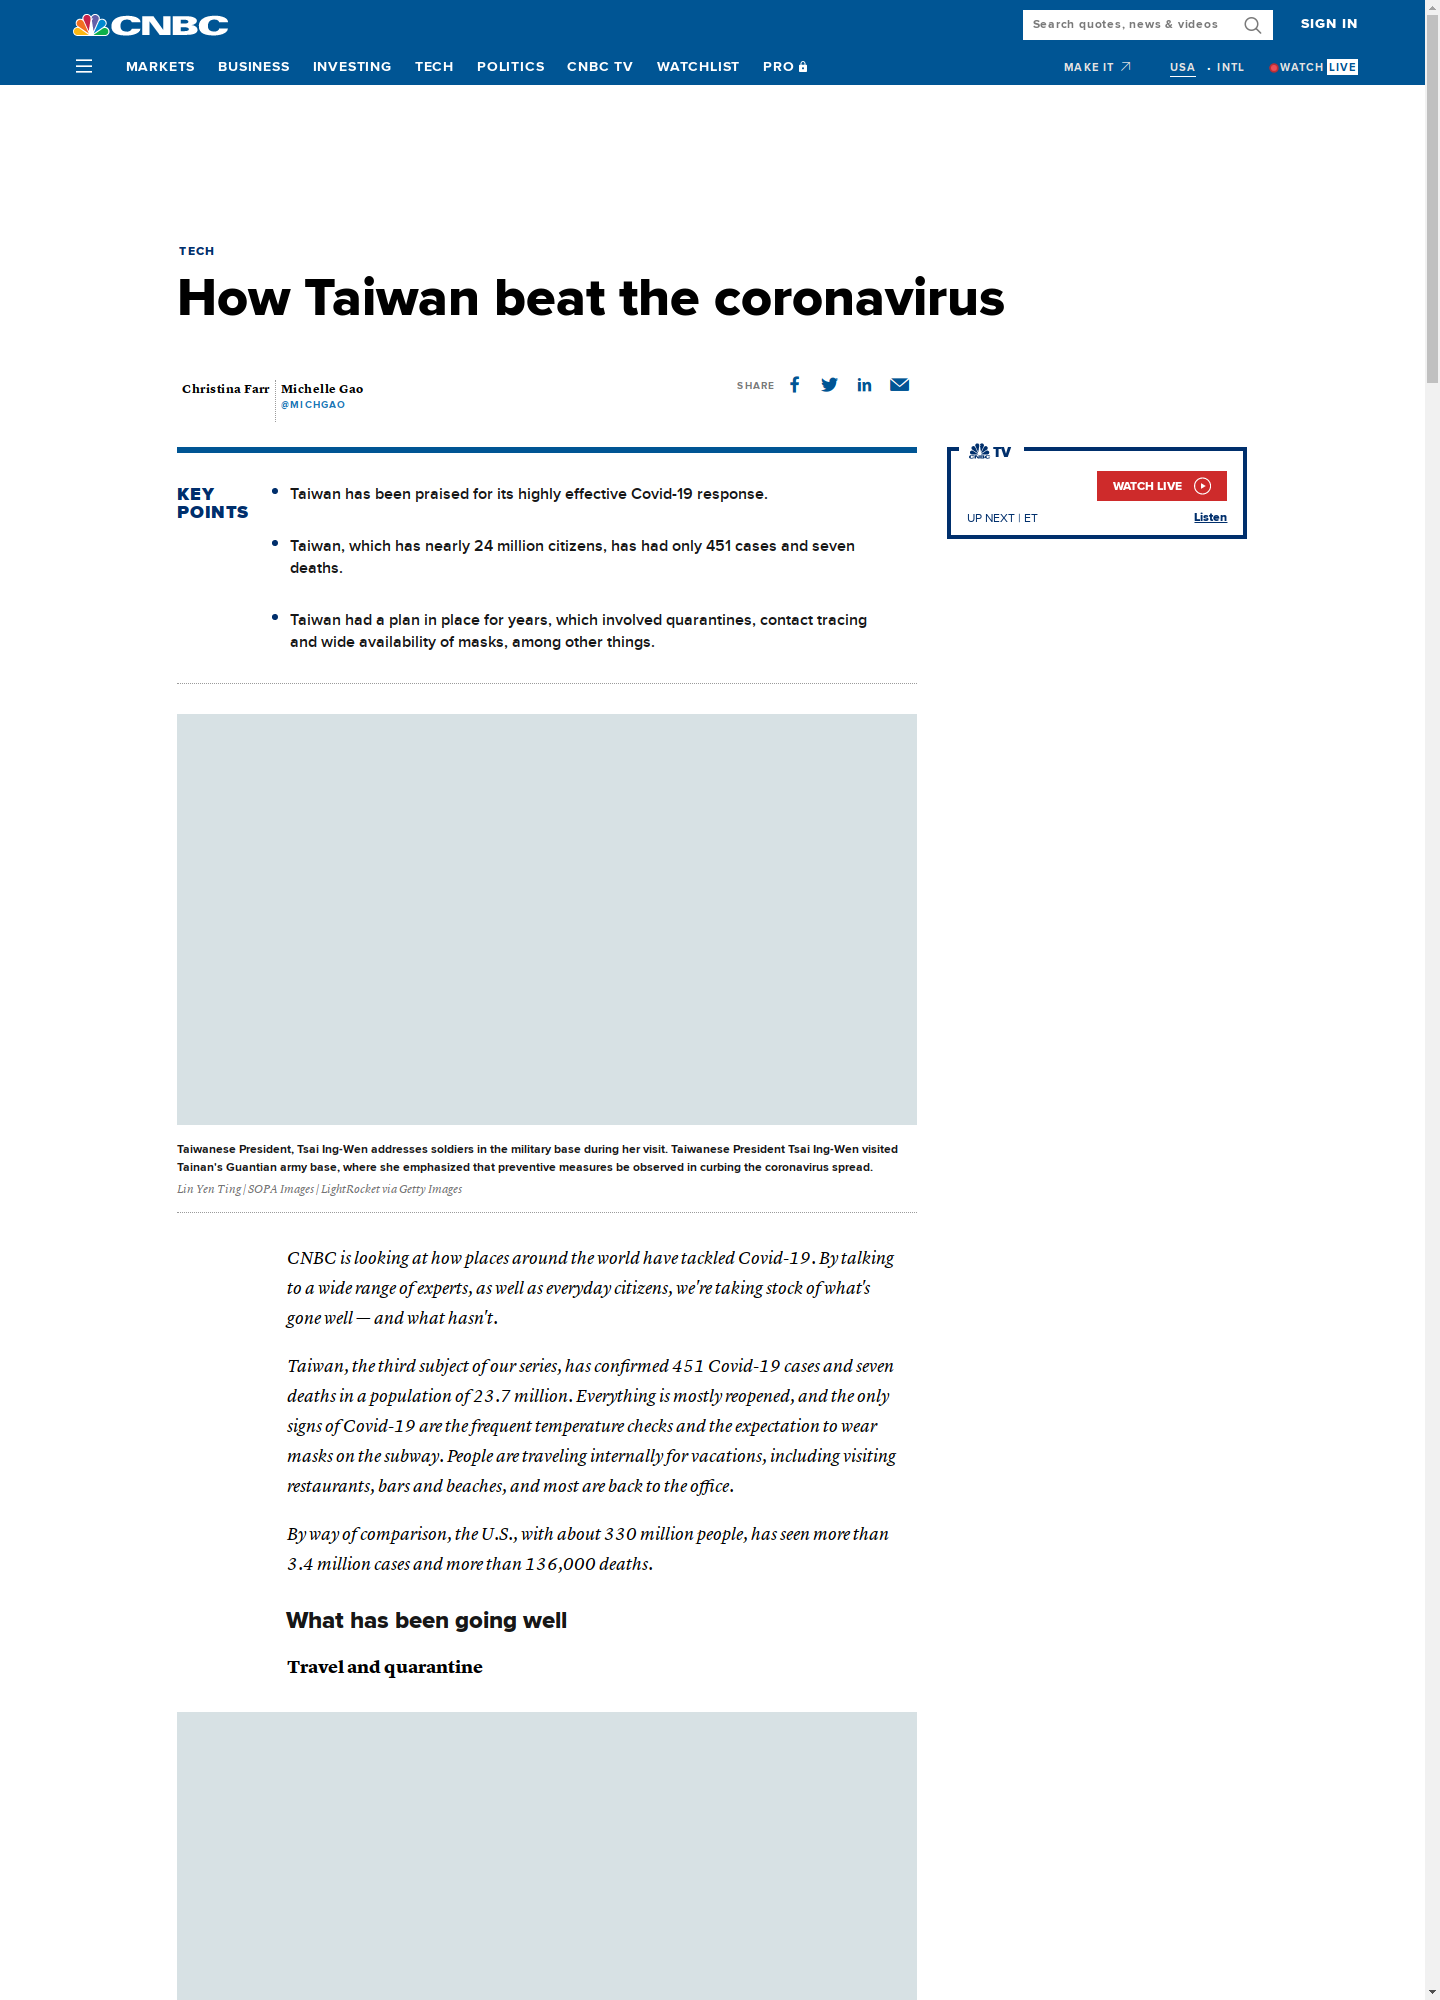 CNBC
Search quotes, news & videos
SIGN IN
MARKETS BUSINESS INVESTING TECH POLITICS CNBC TV WATCHLIST PRO
MAKE IT USA • INTL WATCH LIVE
TECH
How Taiwan beat the coronavirus
Christina Farr
Michelle Gao
@MICHGAO
SHARE
KEY
POINTS
Taiwan has been praised for its highly effective Covid-19 response.
Taiwan, which has nearly 24 million citizens, has had only 451 cases and seven
deaths.
Taiwan had a plan in place for years, which involved quarantines, contact tracing
and wide availability of masks, among other things.
CNBC TV
WATCH LIVE
UP NEXT | ET
Listen
Taiwanese President, Tsai Ing-Wen addresses soldiers in the military base during her visit. Taiwanese President Tsai Ing-Wen visited
Tainan's Guantian army base, where she emphasized that preventive measures be observed in curbing the coronavirus spread.
Lin Yen Ting | SOPA Images | LightRocket via Getty Images
CNBC is looking at how places around the world have tackled Covid-19. By talking
to a wide range of experts, as well as everyday citizens, we're taking stock of what's
gone well — and what hasn't.
Taiwan, the third subject of our series, has confirmed 451 Covid-19 cases and seven
deaths in a population of 23.7 million. Everything is mostly reopened, and the only
signs of Covid-19 are the frequent temperature checks and the expectation to wear
masks on the subway. People are traveling internally for vacations, including visiting
restaurants, bars and beaches, and most are back to the office.
By way of comparison, the U.S., with about 330 million people, has seen more than
3.4 million cases and more than 136,000 deaths.
What has been going well
Travel and quarantine